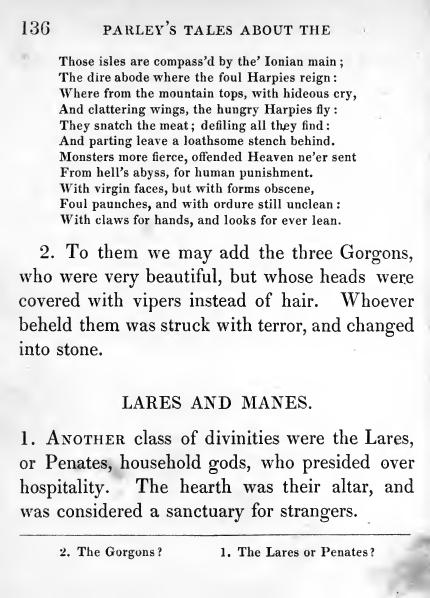 136 PARLEY'S TALES ABOUT THE
Those isles are compass'd by the' Ionian main;
The dire abode where the foul Harpies reign:
Where from the mountain tops, with hideous cry,
And clattering wings, the hungry Harpies fly:
They snatch the meat; defiling all they find:
And parting leave a loathsome stench behind.
Monsters more fierce, offended Heaven ne'er sent
From hell's abyss, for human punishment.
With virgin faces, but with forms obscene,
Foul paunches, and with ordure still unclean:
With claws for hands, and looks for ever lean.
2. To them we may add the three Gorgons,
who were very beautiful, but whose heads were
covered with vipers instead of hair. Whoever
beheld them was struck with terror, and changed
into stone.
LARES AND MANES.
1. ANOTHER class of divinities were the Lares,
or Penates, household gods, who presided over
hospitality. The hearth was their altar, and
was considered a sanctuary for strangers.
2. The Gorgons? 1. The Lares or Penates?